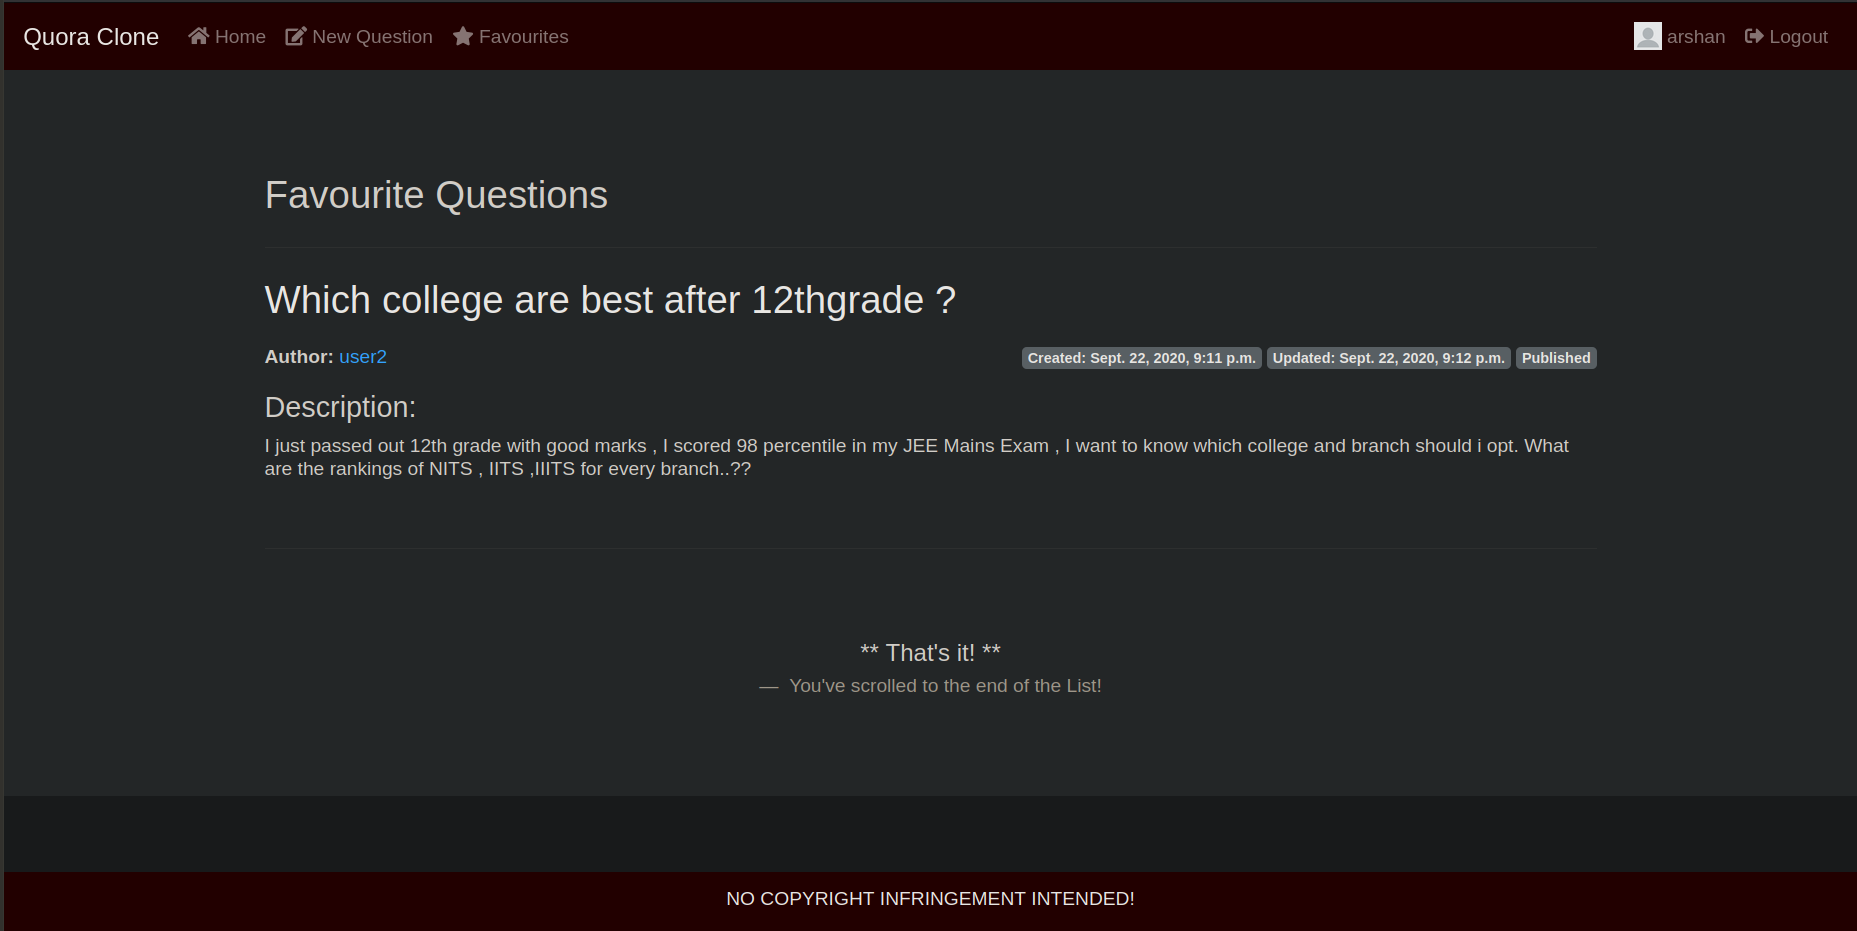 Quora Clone Home New Question Favourites arshan Logout
Favourite Questions
Which college are best after 12thgrade ?
Author: user2 Created: Sept. 22, 2020, 9:11 p.m. Updated: Sept. 22, 2020, 9:12 p.m. Published
Description:
I just passed out 12th grade with good marks , I scored 98 percentile in my JEE Mains Exam , I want to know which college and branch should i opt. What
are the rankings of NITS , IITS ,IIITS for every branch..??
** That's it! **
— You've scrolled to the end of the List!
NO COPYRIGHT INFRINGEMENT INTENDED!